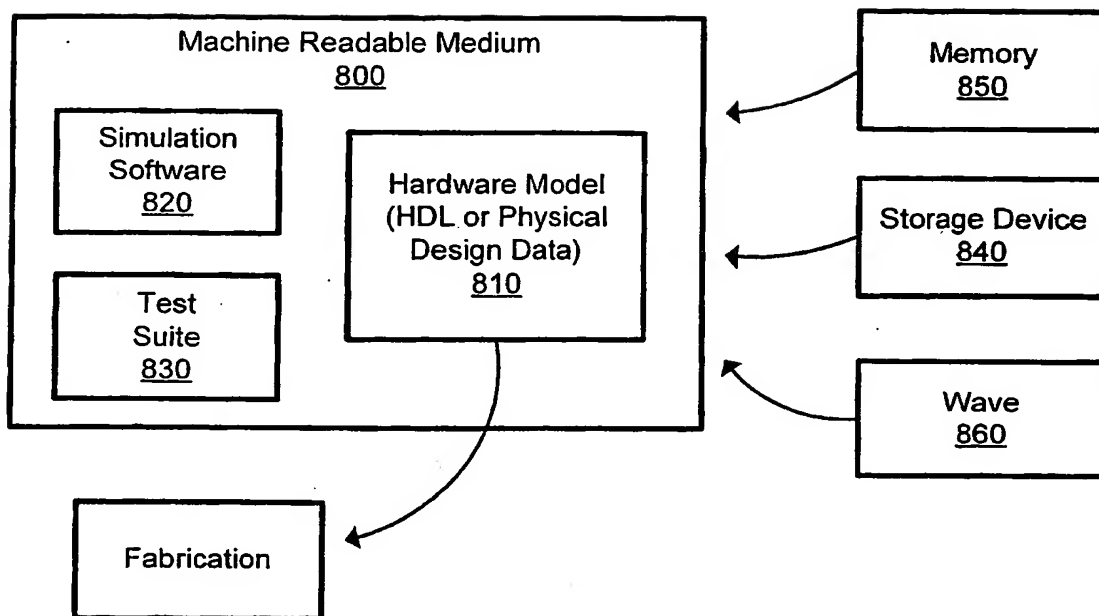 Machine Readable Medium
800
Simulation
Software
820
Test
Suite
830
Hardware Model
(HDL or Physical
Design Data)
810
Memory
850
Storage Device
840
Wave
860
Fabrication